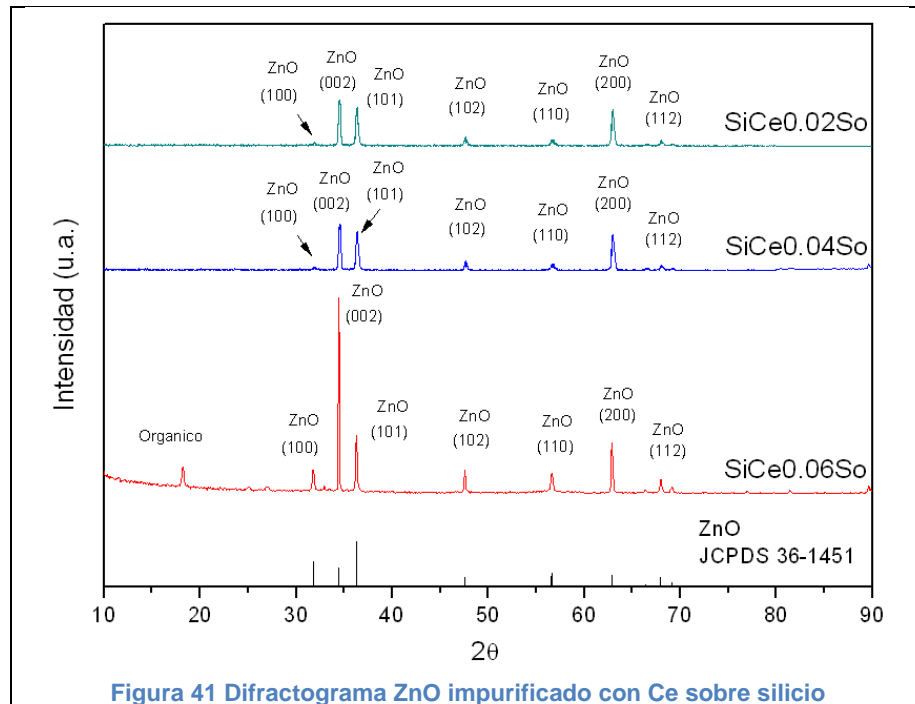 ZnO
(100)
ZnO
(002)
ZnO
(101)
ZnO
(102)
ZnO
(110)
ZnO
(200)
ZnO
(112)
SiCe0.02So
ZnO
(100)
ZnO
(002)
ZnO
(101)
ZnO
(102)
ZnO
(110)
ZnO
(200)
ZnO
(112)
SiCe0.04So
Organico
ZnO
(100)
ZnO
(002)
ZnO
(101)
ZnO
(102)
ZnO
(110)
ZnO
(200)
ZnO
(112)
SiCe0.06So
ZnO
JCPDS 36-1451
Intensidad (u.a.)
10 20 30 40 50 60 70 80 90
2θ
Figura 41 Difractograma ZnO impurificado con Ce sobre silicio